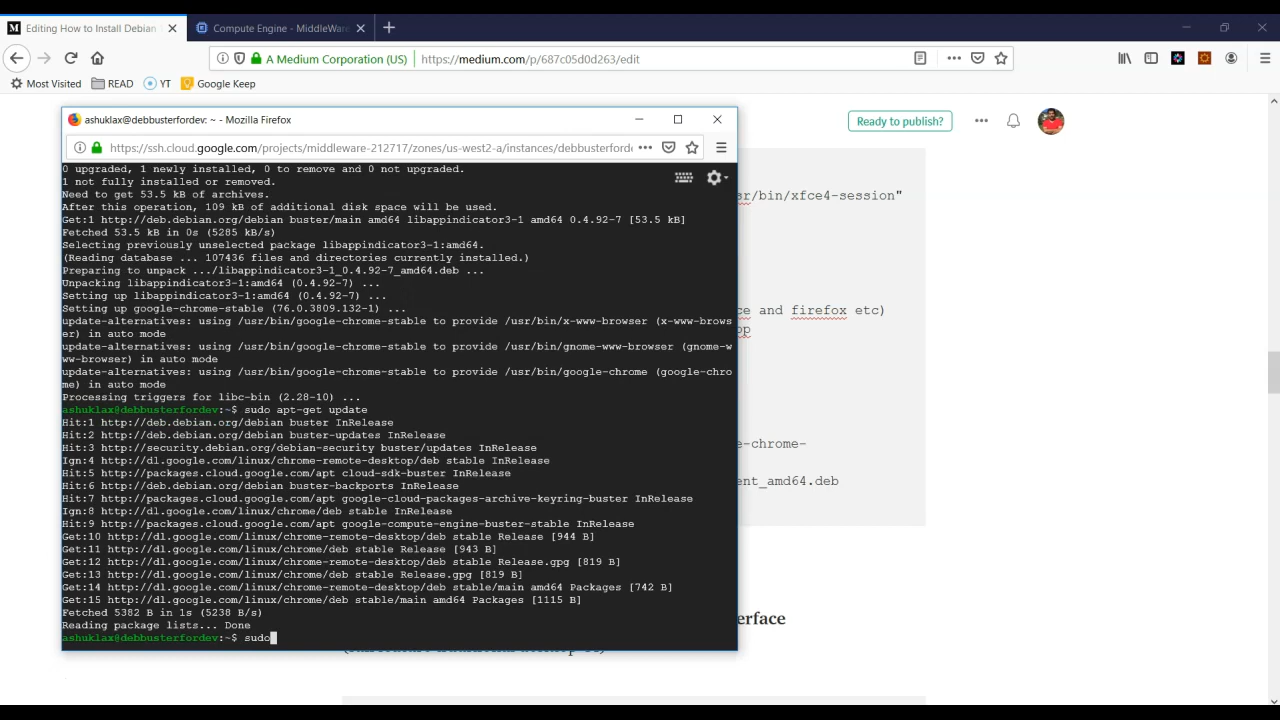 Editing How to Install Debian
Compute Engine - MiddleWar
A Medium Corporation (US)
https://medium.com/p/687c05d0d263/edit
Most Visited
READ
YT
Google Keep
ashuklax@debbusterfordev: ~ - Mozilla Firefox
Ready to publish?
https://ssh.cloud.google.com/projects/middleware-212717/zones/us-west2-a/instances/debbusterforde
0 upgraded, 1 newly installed, 0 to remove and 0 not upgraded.
1 not fully installed or removed.
Need to get 53.5 kB of archives.
After this operation, 109 kB of additional disk space will be used.
Get:1 http://deb.debian.org/debian buster/main amd64 libappindicator3-1 amd64 0.4.92-7 [53.5 kB]
Fetched 53.5 kB in 0s (5285 kB/s)
Selecting previously unselected package libappindicator3-1:amd64.
(Reading database ... 107436 files and directories currently installed.)
Preparing to unpack .../libappindicator3-1_0.4.92-7_amd64.deb ...
Unpacking libappindicator3-1:amd64 (0.4.92-7) ...
Setting up libappindicator3-1:amd64 (0.4.92-7) ...
Setting up google-chrome-stable (76.0.3809.132-1) ...
update-alternatives: using /usr/bin/google-chrome-stable to provide /usr/bin/x-www-browser (x-www-brows
er) in auto mode
update-alternatives: using /usr/bin/google-chrome-stable to provide /usr/bin/gnome-www-browser (gnome-w
ww-browser) in auto mode
update-alternatives: using /usr/bin/google-chrome-stable to provide /usr/bin/google-chrome (google-chro
me) in auto mode
Processing triggers for libc-bin (2.28-10) ...
ashuklax@debbusterfordev:~$ sudo apt-get update
Hit:1 http://deb.debian.org/debian buster InRelease
Hit:2 http://deb.debian.org/debian buster-updates InRelease
Hit:3 http://security.debian.org/debian-security buster/updates InRelease
Ign:4 http://dl.google.com/linux/chrome-remote-desktop/deb stable InRelease
Hit:5 http://packages.cloud.google.com/apt cloud-sdk-buster InRelease
Hit:6 http://deb.debian.org/debian buster-backports InRelease
Hit:7 http://packages.cloud.google.com/apt google-cloud-packages-archive-keyring-buster InRelease
Ign:8 http://dl.google.com/linux/chrome/deb stable InRelease
Hit:9 http://packages.cloud.google.com/apt google-compute-engine-buster-stable InRelease
Get:10 http://dl.google.com/linux/chrome-remote-desktop/deb stable Release [944 B]
Get:11 http://dl.google.com/linux/chrome/deb stable Release [943 B]
Get:12 http://dl.google.com/linux/chrome-remote-desktop/deb stable Release.gpg [819 B]
Get:13 http://dl.google.com/linux/chrome/deb stable Release.gpg [819 B]
Get:14 http://dl.google.com/linux/chrome-remote-desktop/deb stable/main amd64 Packages [742 B]
Get:15 http://dl.google.com/linux/chrome/deb stable/main amd64 Packages [1115 B]
Fetched 5382 B in 1s (5238 B/s)
Reading package lists... Done
ashuklax@debbusterfordev:~$ sudo
sr/bin/xfce4-session"
ce and firefox etc)
op
e-chrome-
ent_amd64.deb
erface